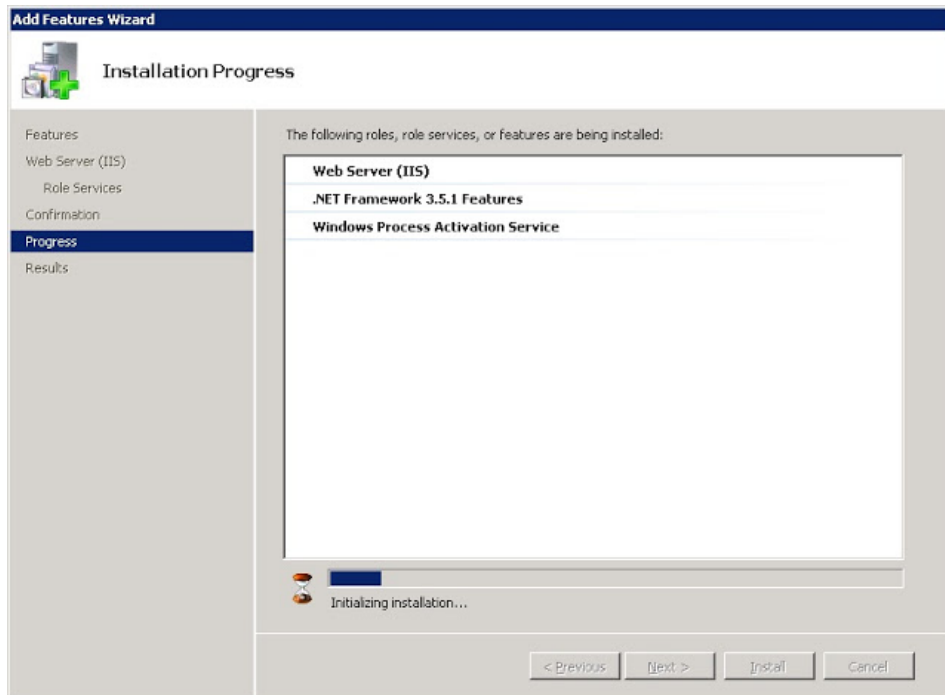 Add Features Wizard
Installation Progress
Features
Web Server (IIS)
Role Services
Confirmation
Progress
Results
The following roles, role services, or features are being installed:
Web Server (IIS)
.NET Framework 3.5.1 Features
Windows Process Activation Service
Initializing installation...
< Previous Next > Install Cancel